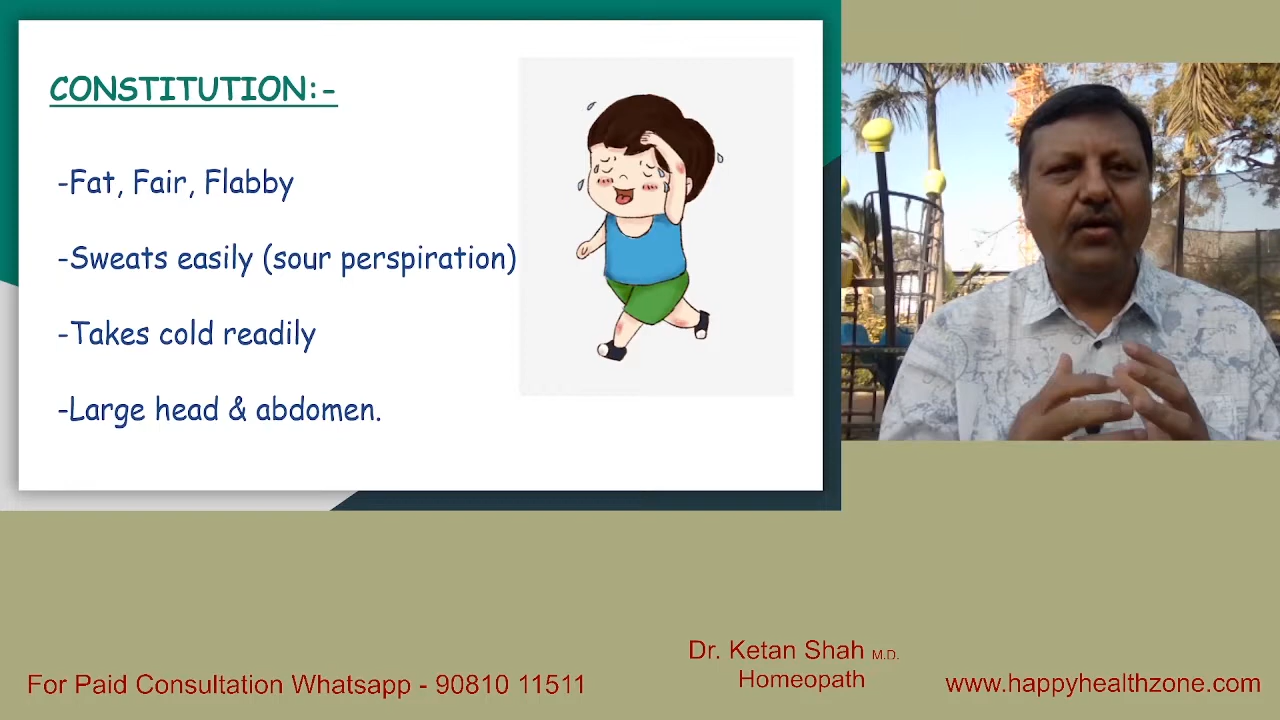 CONSTITUTION:-
-Fat, Fair, Flabby
-Sweats easily (sour perspiration)
-Takes cold readily
-Large head & abdomen.
Dr. Ketan Shah M.D.
Homeopath
For Paid Consultation Whatsapp - 90810 11511
www.happyhealthzone.com